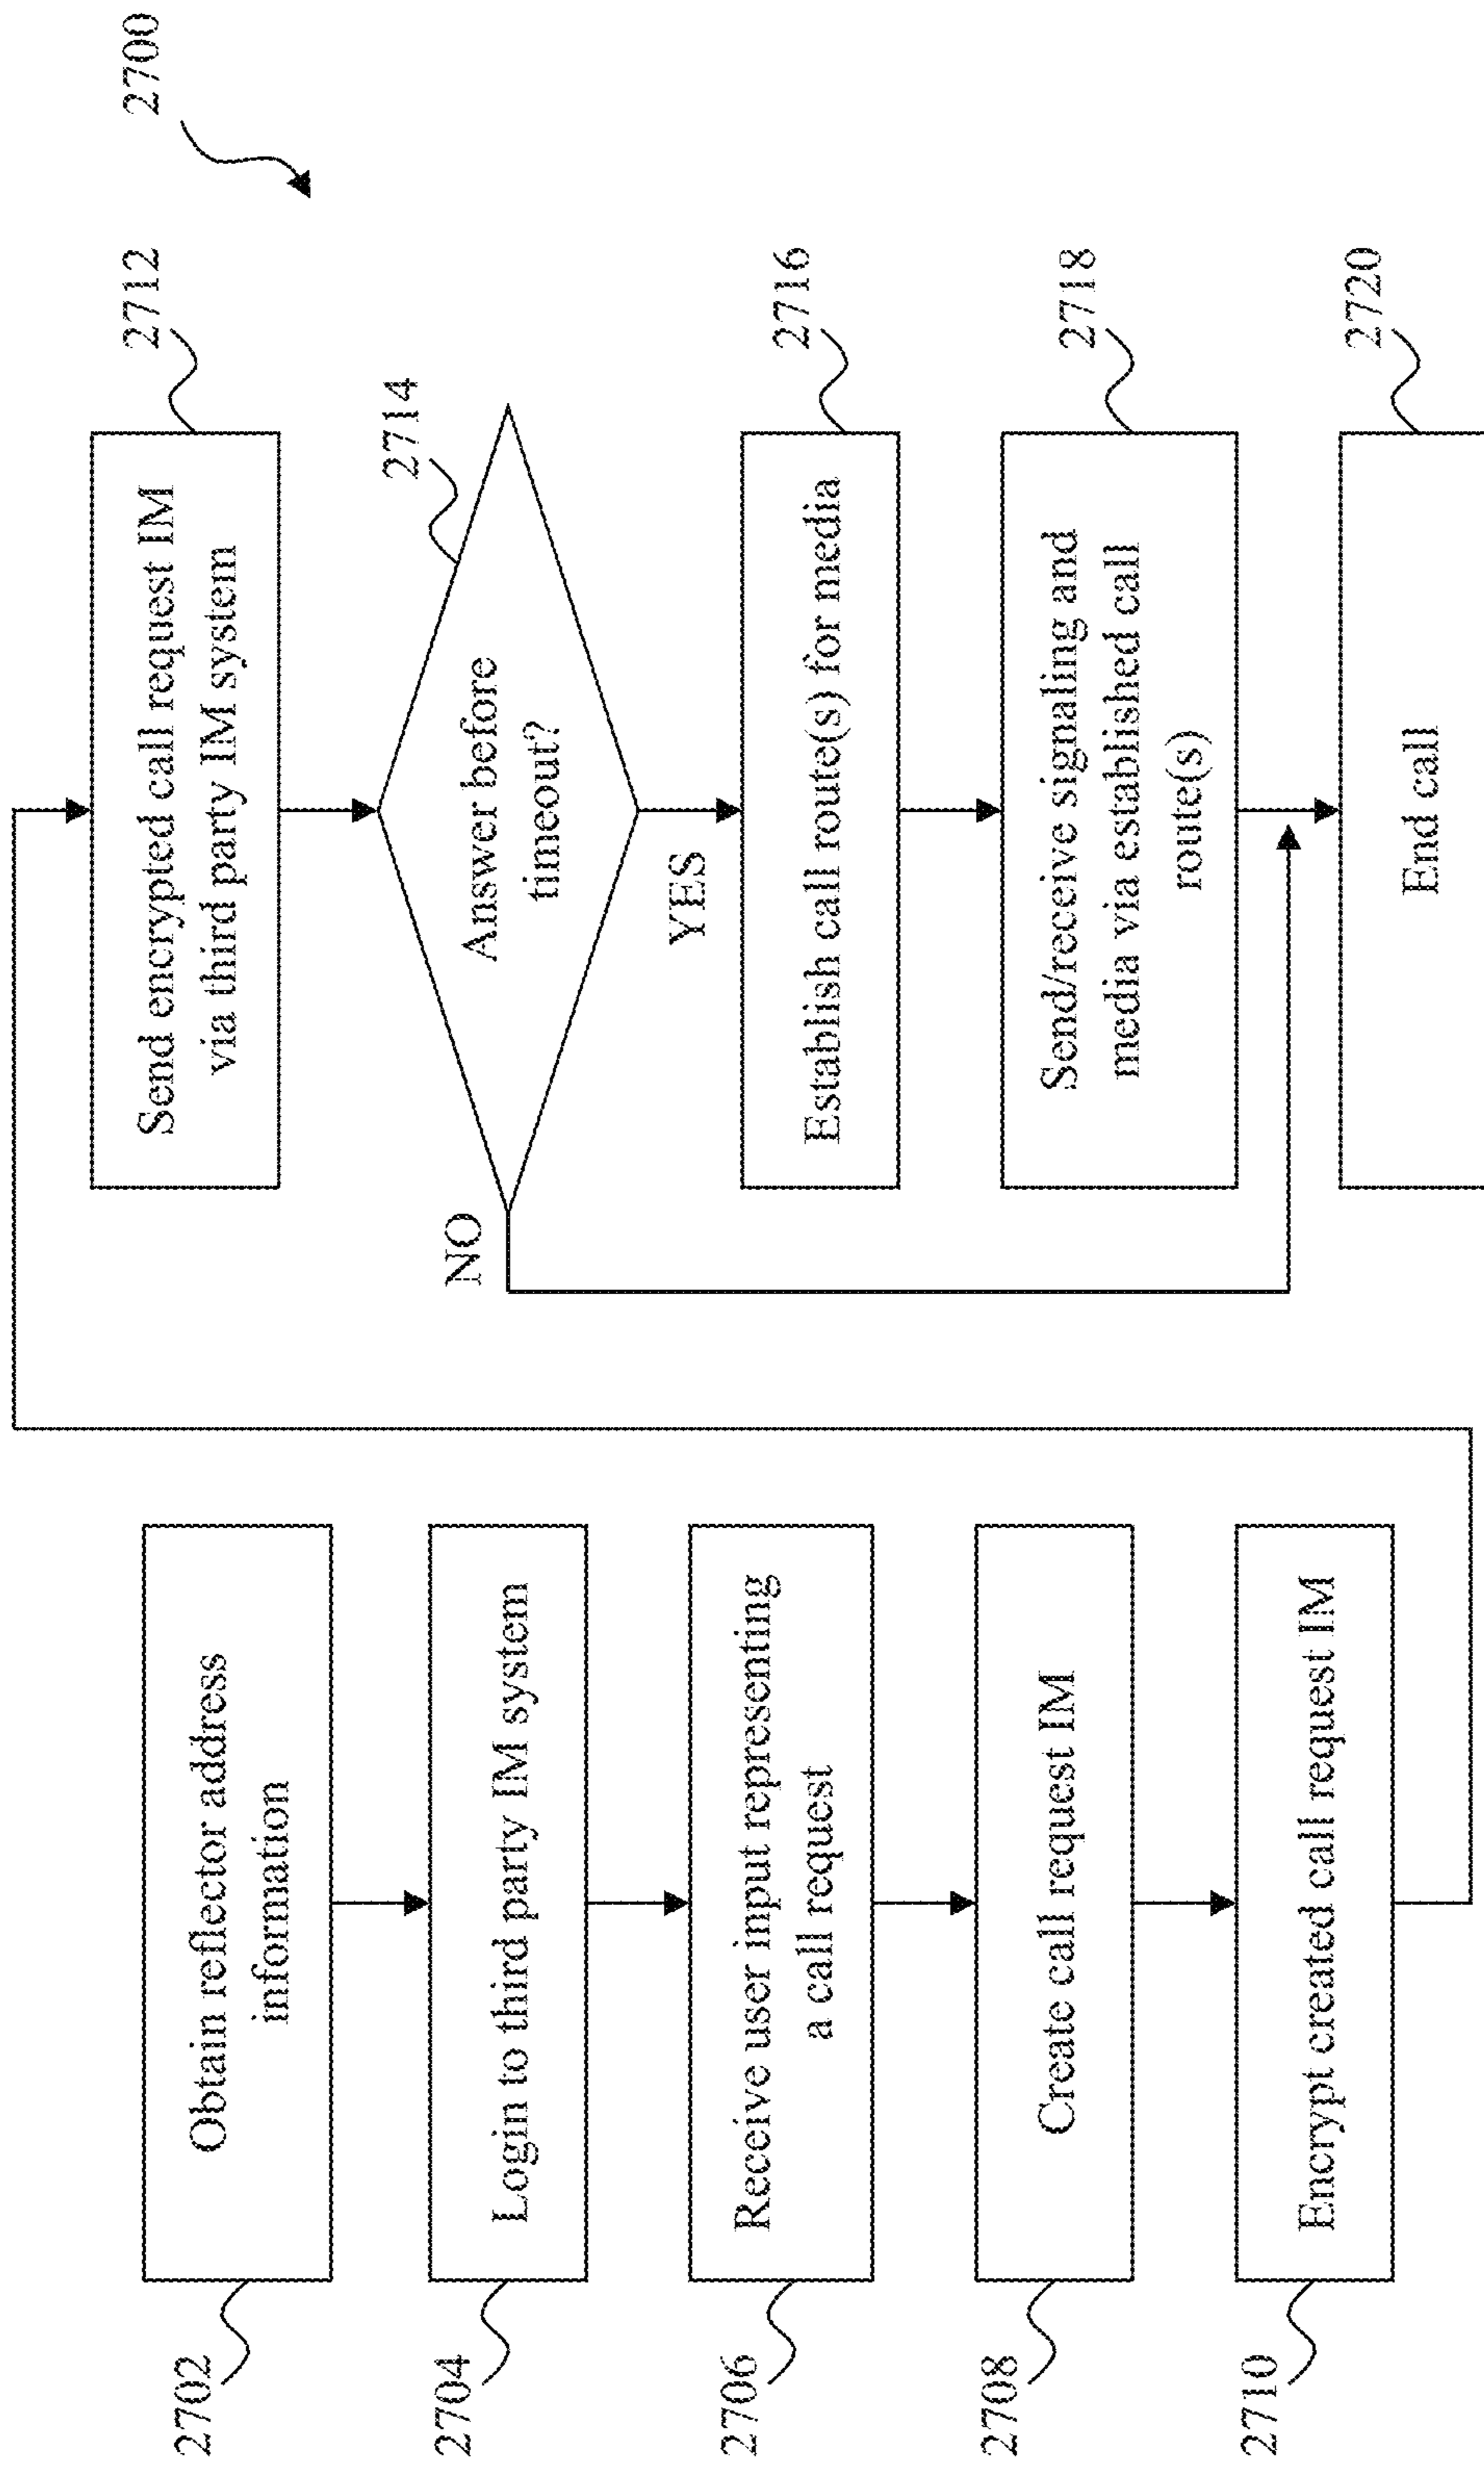 2700
2702
Obtain reflector address
information
2704
Login to third party IM system
2706
Receive user input representing
a call request
2708
Create call request IM
2710
Encrypt created call request IM
2712
Send encrypted call request IM
via third party IM system
2714
Answer before
timeout?
NO
YES
2716
Establish call route(s) for media
2718
Send/receive signaling and
media via established call
route(s)
2720
End call